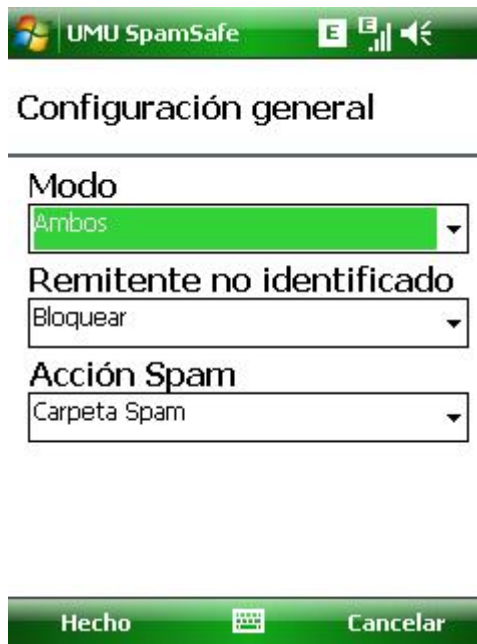 UMU SpamSafe E E
Configuración general
Modo
Ambos
Remitente no identificado
Bloquear
Acción Spam
Carpeta Spam
Hecho Cancelar